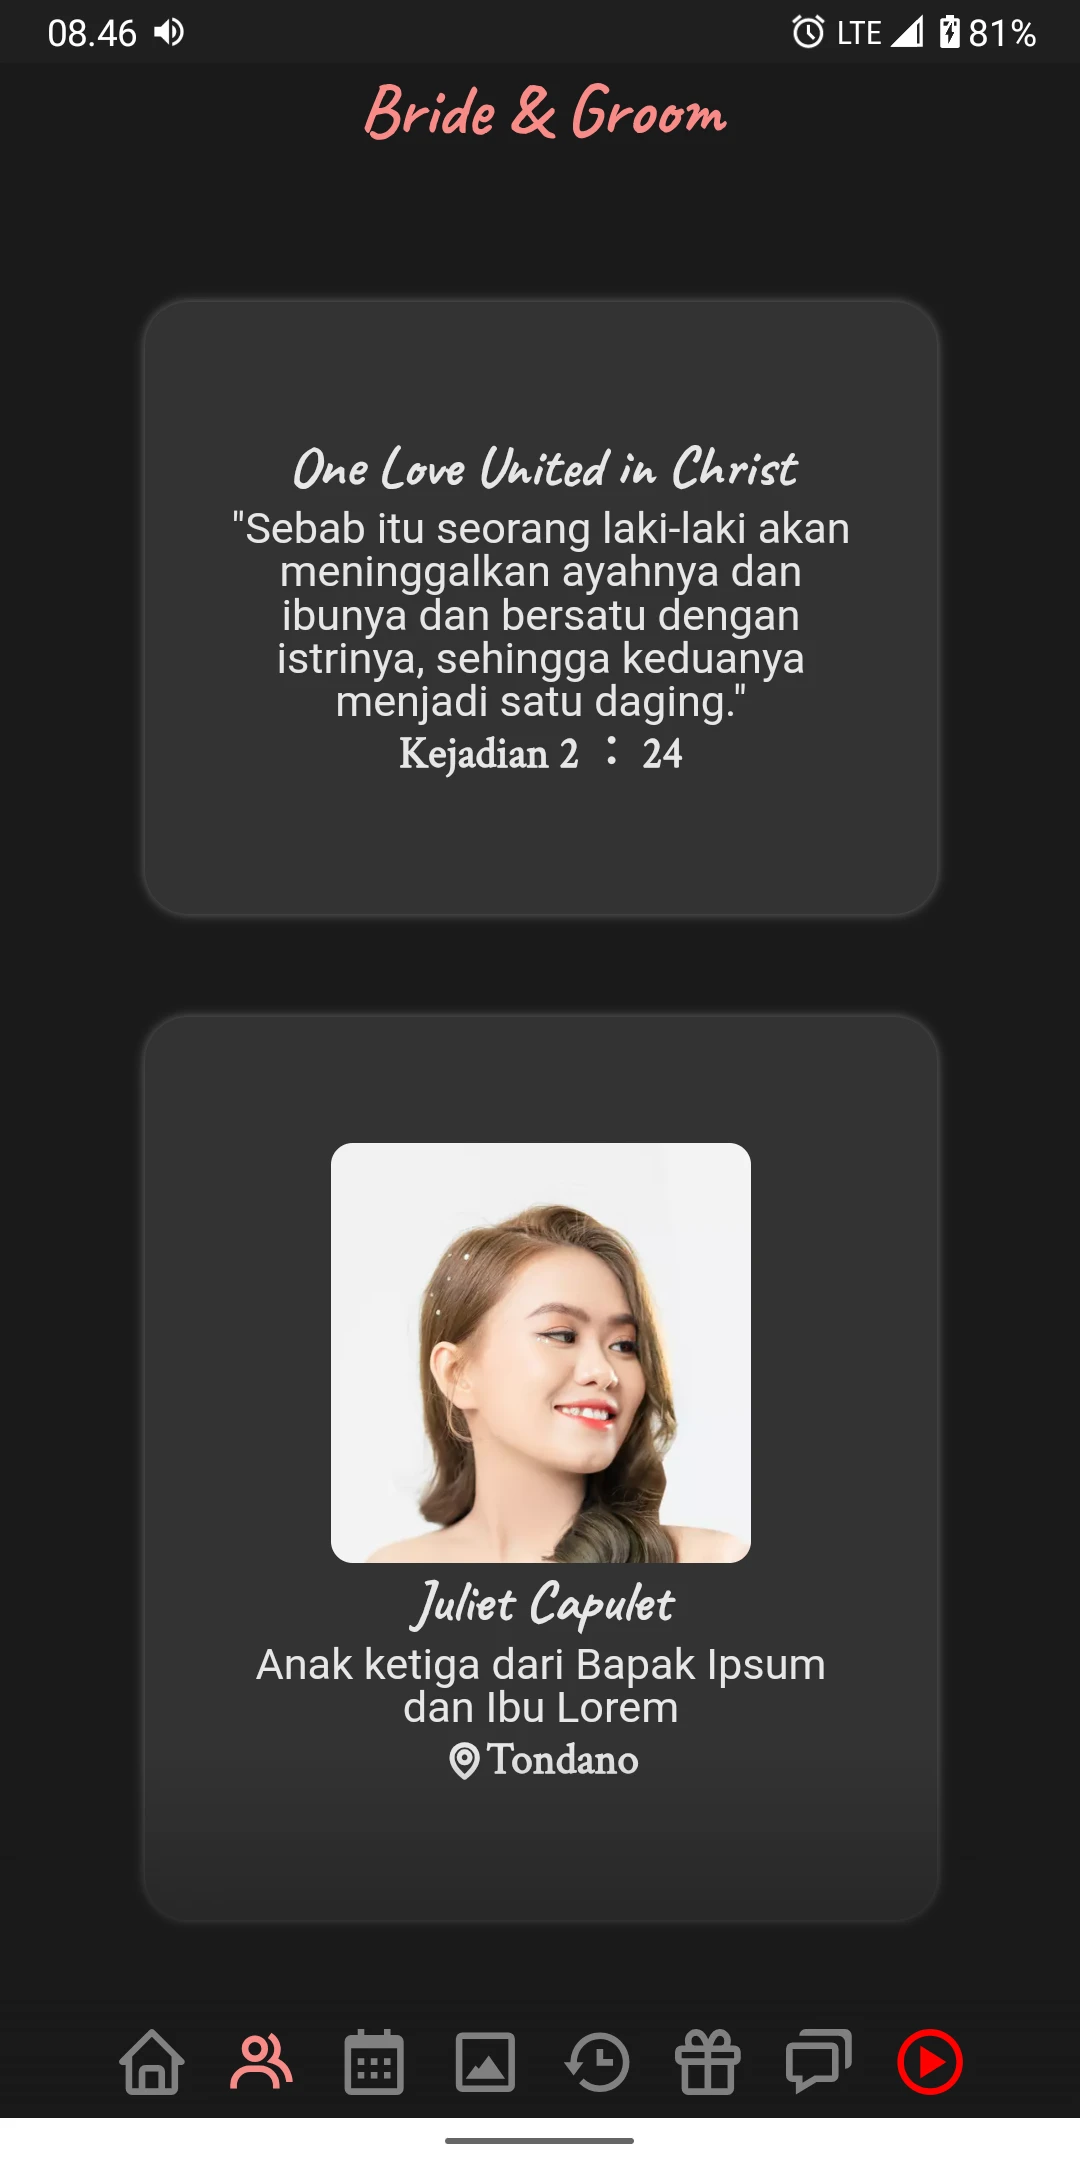 08.46 LTE 81%
Bride & Groom
One Love United in Christ
"Sebab itu seorang laki-laki akan
meninggalkan ayahnya dan
ibunya dan bersatu dengan
istrinya, sehingga keduanya
menjadi satu daging."
Kejadian 2 : 24
Juliet Capulet
Anak ketiga dari Bapak Ipsum
dan Ibu Lorem
Tondano